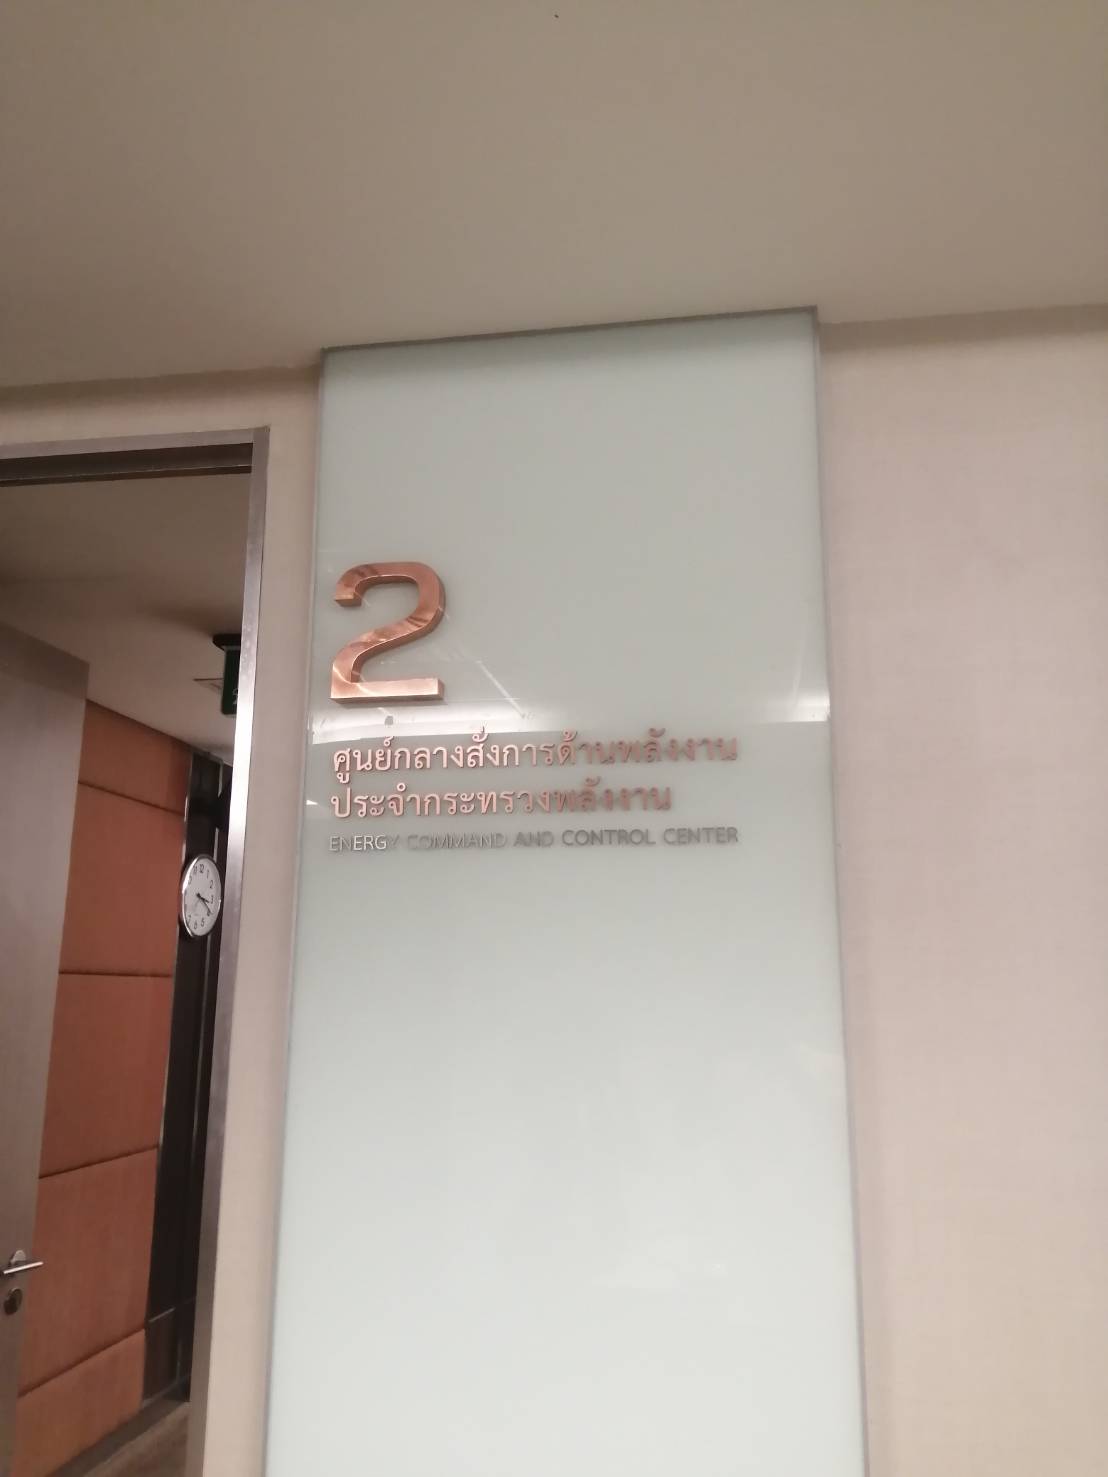 2
ศูนย์กลางสั่งการด้านพลังงาน
ประจำกระทรวงพลังงาน
ENERGY COMMAND AND CONTROL CENTER